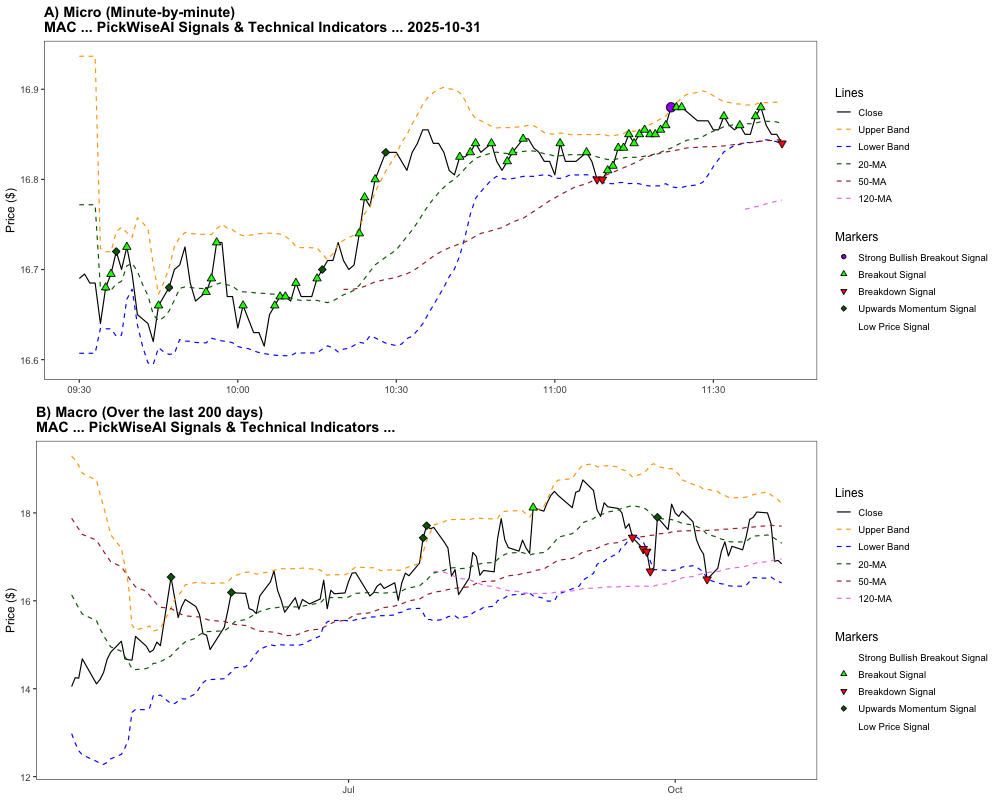 A) Micro (Minute-by-minute)
MAC ... PickWiseAI Signals & Technical Indicators ... 2025-10-31
Price ($)
16.9
16.8
16.7
16.6
09:30
10:00
10:30
11:00
11:30
Lines
Close
Upper Band
Lower Band
20-MA
50-MA
120-MA
Markers
Strong Bullish Breakout Signal
Breakout Signal
Breakdown Signal
Upwards Momentum Signal
Low Price Signal
B) Macro (Over the last 200 days)
MAC ... PickWiseAI Signals & Technical Indicators ...
Price ($)
18
16
14
12
Jul
Oct
Lines
Close
Upper Band
Lower Band
20-MA
50-MA
120-MA
Markers
Strong Bullish Breakout Signal
Breakout Signal
Breakdown Signal
Upwards Momentum Signal
Low Price Signal